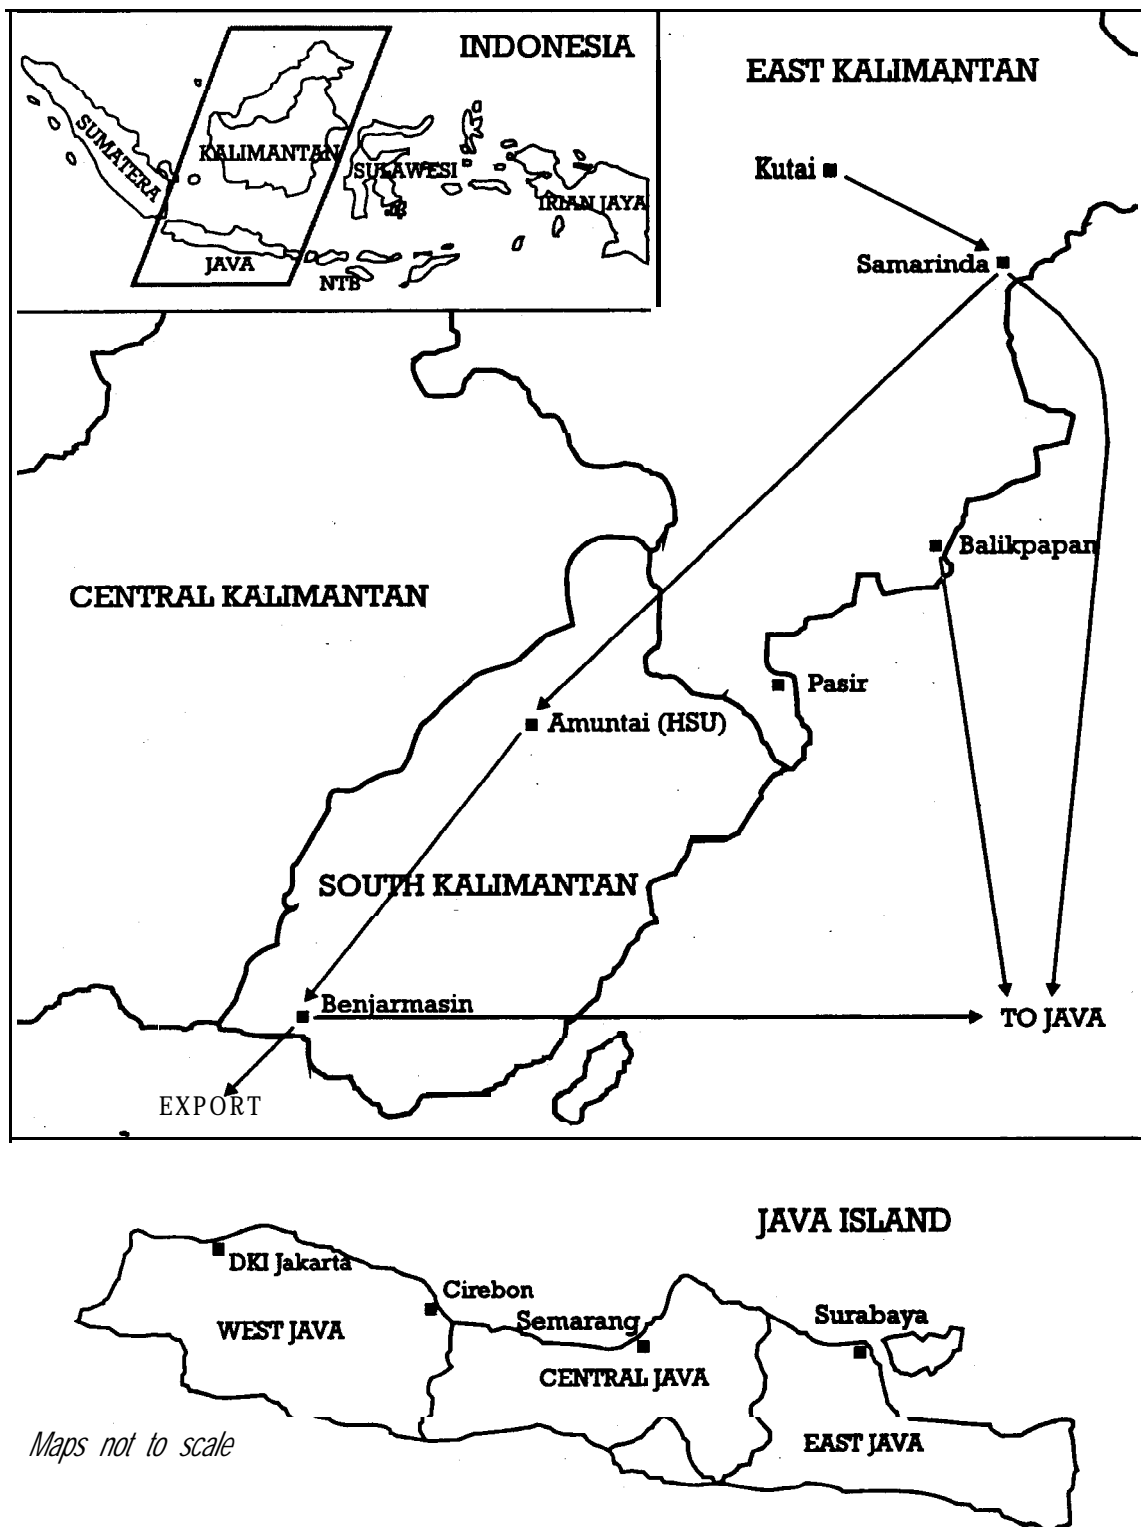 INDONESIA
SUMATERA
KALIMANTAN
SULAWESI
IRIAN JAYA
JAVA
NTB
EAST KALIMANTAN
Kutai
Samarinda
Balikpapan
CENTRAL KALIMANTAN
Pasir
Amuntai (HSU)
SOUTH KALIMANTAN
Benjarmasin
TO JAVA
EXPORT
JAVA ISLAND
DKI Jakarta
Cirebon
Semarang
Surabaya
WEST JAVA
CENTRAL JAVA
EAST JAVA
Maps not to scale